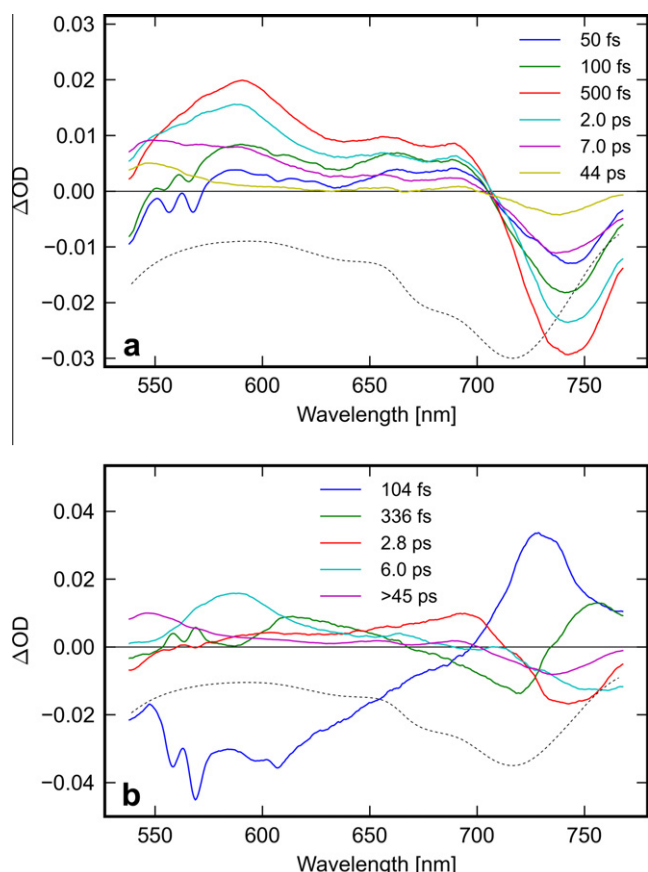 0.03
0.02
0.01
0.00
−0.01
−0.02
−0.03
ΔOD
50 fs
100 fs
500 fs
2.0 ps
7.0 ps
44 ps
a
550 600 650 700 750
Wavelength [nm]
0.04
0.02
0.00
−0.02
−0.04
ΔOD
104 fs
336 fs
2.8 ps
6.0 ps
>45 ps
b
550 600 650 700 750
Wavelength [nm]